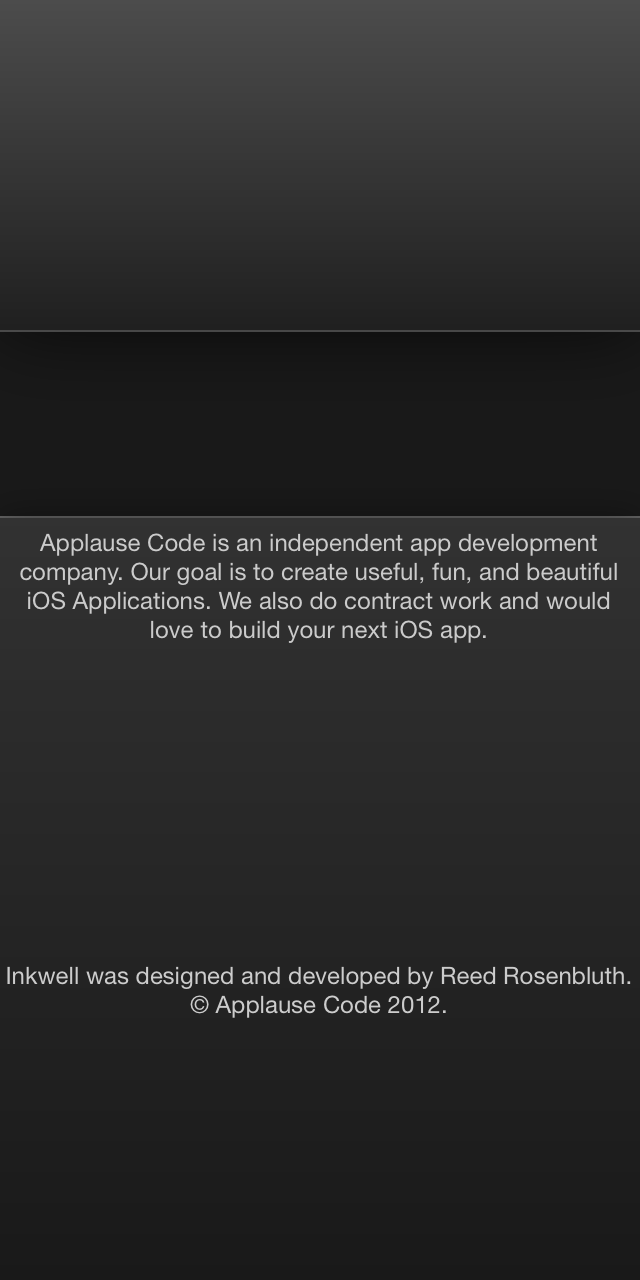 Applause Code is an independent app development
company. Our goal is to create useful, fun, and beautiful
iOS Applications. We also do contract work and would
love to build your next iOS app.
Inkwell was designed and developed by Reed Rosenbluth.
© Applause Code 2012.